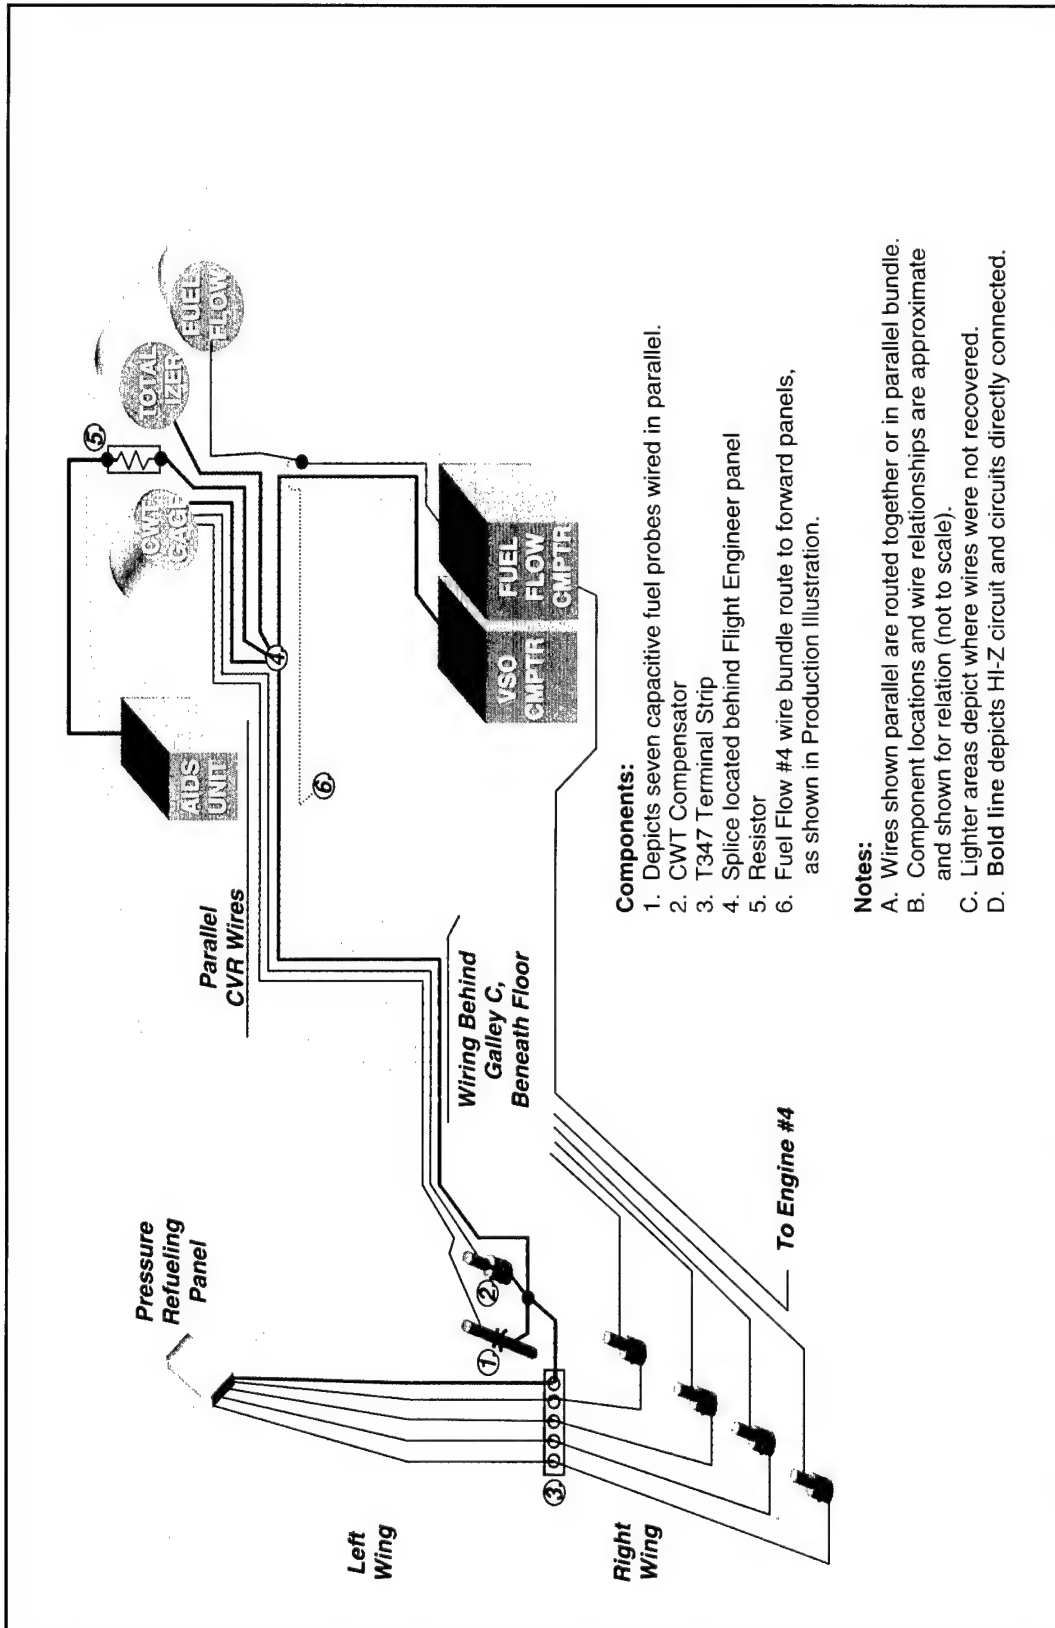 Pressure
Refueling
Panel
Left
Wing
Right
Wing
Parallel
CVR Wires
Wiring Behind
Galley C,
Beneath Floor
To Engine #4
AIDS
UNIT
CWT
GAGE
TOTAL
IZER
FUEL
FLOW
VSO
CMPTR
FUEL
FLOW
CMPTR
1
2
3
4
5
6
Components:
1. Depicts seven capacitive fuel probes wired in parallel.
2. CWT Compensator
3. T347 Terminal Strip
4. Splice located behind Flight Engineer panel
5. Resistor
6. Fuel Flow #4 wire bundle route to forward panels,
as shown in Production Illustration.
Notes:
A. Wires shown parallel are routed together or in parallel bundle.
B. Component locations and wire relationships are approximate
and shown for relation (not to scale).
C. Lighter areas depict where wires were not recovered.
D. Bold line depicts HI-Z circuit and circuits directly connected.